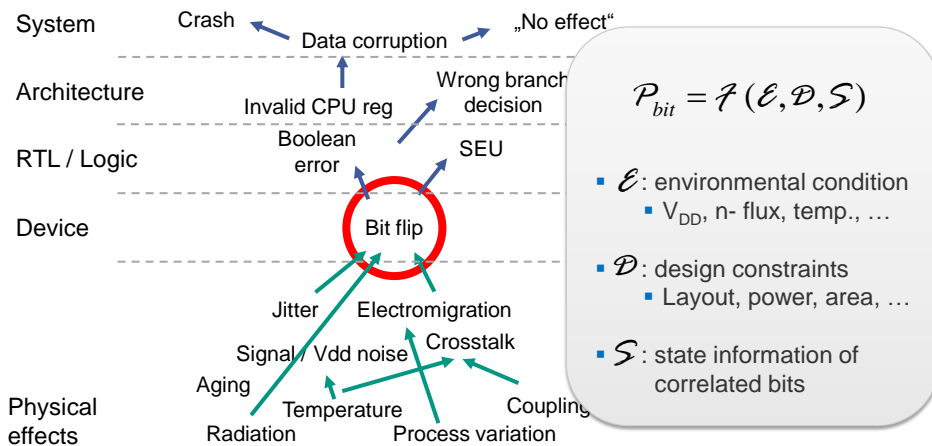 System
Crash
Data corruption
„No effect“
Architecture
Invalid CPU reg
Wrong branch
decision
RTL / Logic
Boolean
error
SEU
Device
Bit flip
Jitter
Electromigration
Signal / Vdd noise
Crosstalk
Aging
Temperature
Coupling
Physical
effects
Radiation
Process variation
𝒫bit = ℱ (ℰ, 𝒟, 𝒮)
▪ ℰ : environmental condition
▪ VDD, n- flux, temp., …
▪ 𝒟 : design constraints
▪ Layout, power, area, …
▪ 𝒮 : state information of
correlated bits